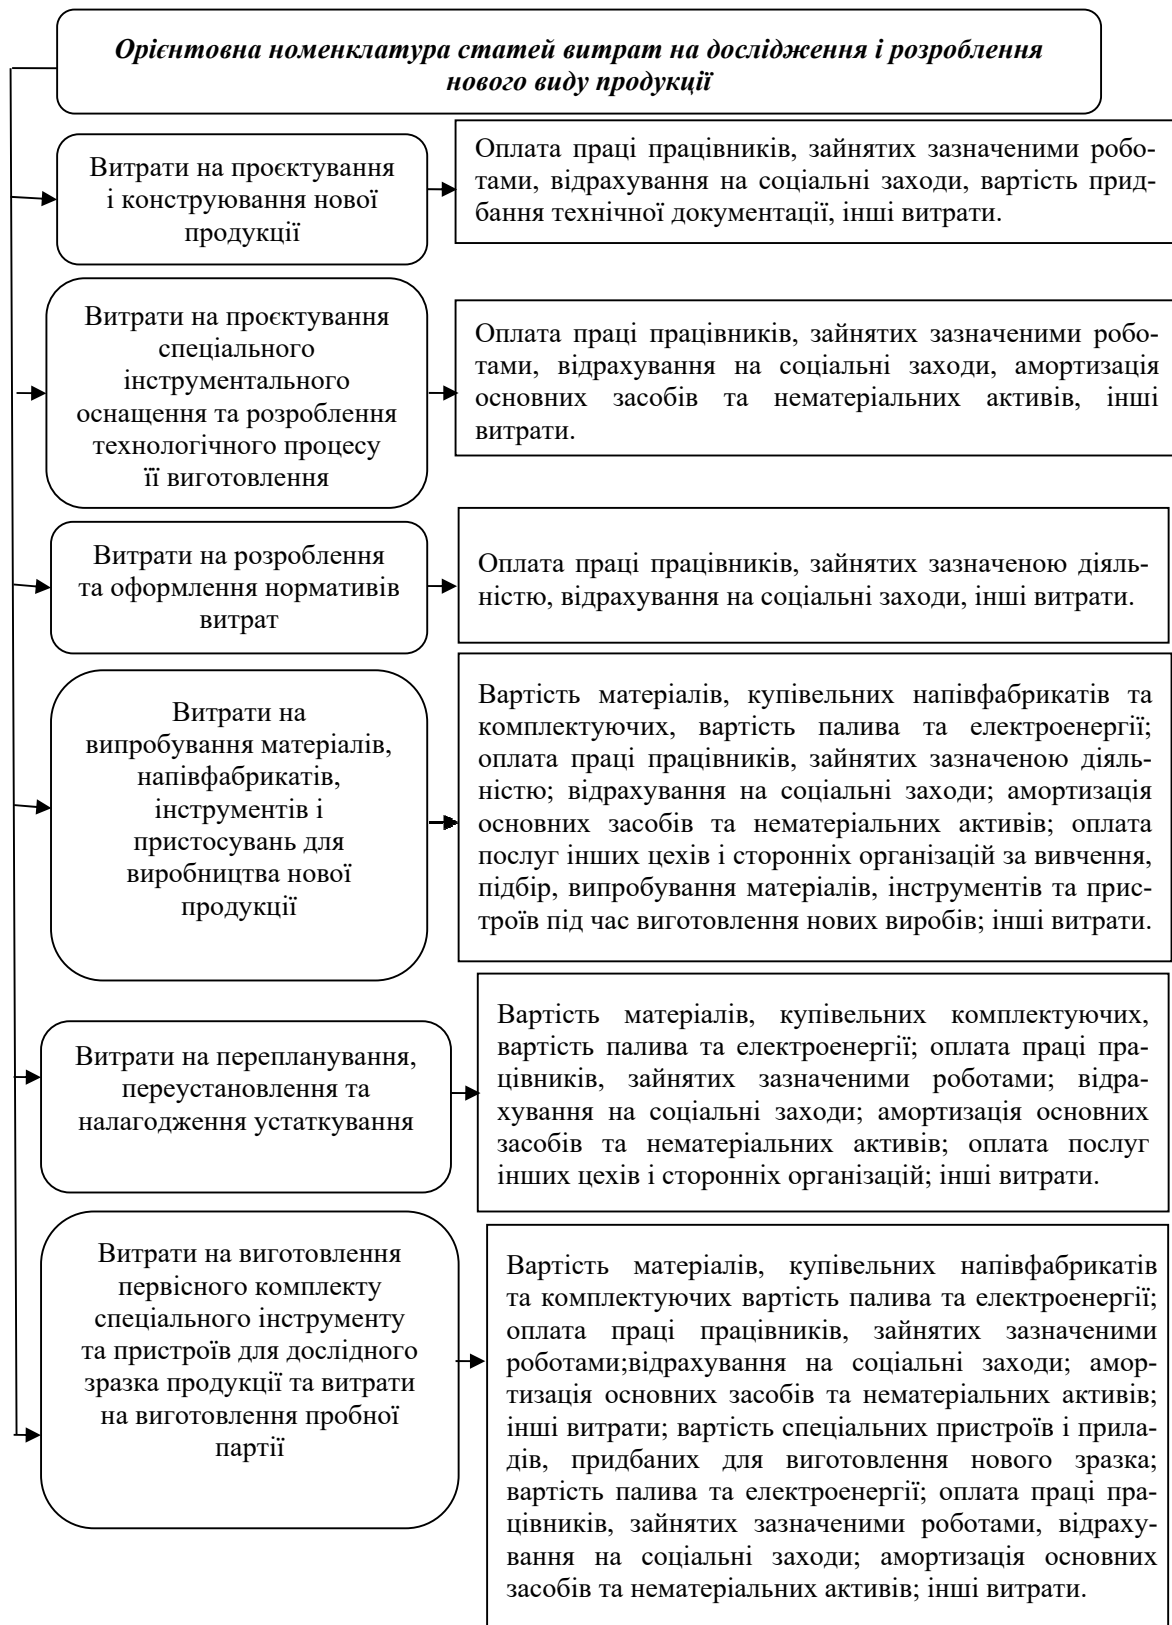 Орієнтовна номенклатура статей витрат на дослідження і розроблення
нового виду продукції
Витрати на проєктування
і конструювання нової
продукції
Оплата праці працівників, зайнятих зазначеними робо-
тами, відрахування на соціальні заходи, вартість прид-
бання технічної документації, інші витрати.
Витрати на проєктування
спеціального
інструментального
оснащення та розроблення
технологічного процесу
її виготовлення
Оплата праці працівників, зайнятих зазначеними робо-
тами, відрахування на соціальні заходи, амортизація
основних засобів та нематеріальних активів, інші
витрати.
Витрати на розроблення
та оформлення нормативів
витрат
Оплата праці працівників, зайнятих зазначеною діяль-
ністю, відрахування на соціальні заходи, інші витрати.
Витрати на
випробування матеріалів,
напівфабрикатів,
інструментів і
пристосувань для
виробництва нової
продукції
Вартість матеріалів, купівельних напівфабрикатів та
комплектуючих, вартість палива та електроенергії;
оплата праці працівників, зайнятих зазначеною діяль-
ністю; відрахування на соціальні заходи; амортизація
основних засобів та нематеріальних активів; оплата
послуг інших цехів і сторонніх організацій за вивчення,
підбір, випробування матеріалів, інструментів та прис-
троїв під час виготовлення нових виробів; інші витрати.
Витрати на перепланування,
переустановлення та
налагодження устаткування
Вартість матеріалів, купівельних комплектуючих,
вартість палива та електроенергії; оплата праці пра-
цівників, зайнятих зазначеними роботами; відра-
хування на соціальні заходи; амортизація основних
засобів та нематеріальних активів; оплата послуг
інших цехів і сторонніх організацій; інші витрати.
Витрати на виготовлення
первісного комплекту
спеціального інструменту
та пристроїв для дослідного
зразка продукції та витрати
на виготовлення пробної
партії
Вартість матеріалів, купівельних напівфабрикатів
та комплектуючих вартість палива та електроенергії;
оплата праці працівників, зайнятих зазначеними
роботами;відрахування на соціальні заходи; амор-
тизація основних засобів та нематеріальних активів;
інші витрати; вартість спеціальних пристроїв і прила-
дів, придбаних для виготовлення нового зразка;
вартість палива та електроенергії; оплата праці пра-
цівників, зайнятих зазначеними роботами, відраху-
вання на соціальні заходи; амортизація основних
засобів та нематеріальних активів; інші витрати.